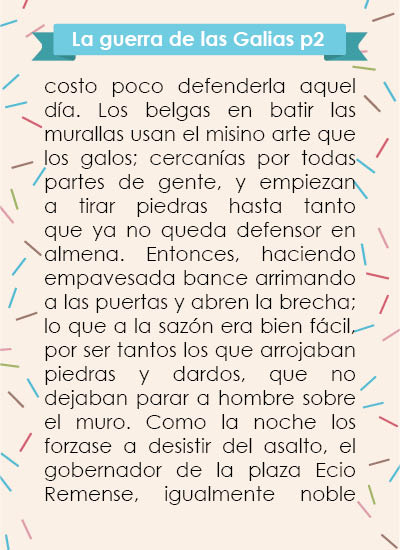 La guerra de las Galias p2
costo poco defenderla aquel
día. Los belgas en batir las
murallas usan el misino arte que
los galos; cercanías por todas
partes de gente, y empiezan
a tirar piedras hasta tanto
que ya no queda defensor en
almena. Entonces, haciendo
empavesada bance arrimando
a las puertas y abren la brecha;
lo que a la sazón era bien fácil,
por ser tantos los que arrojaban
piedras y dardos, que no
dejaban parar a hombre sobre
el muro. Como la noche los
forzase a desistir del asalto, el
gobernador de la plaza Ecio
Remense, igualmente noble